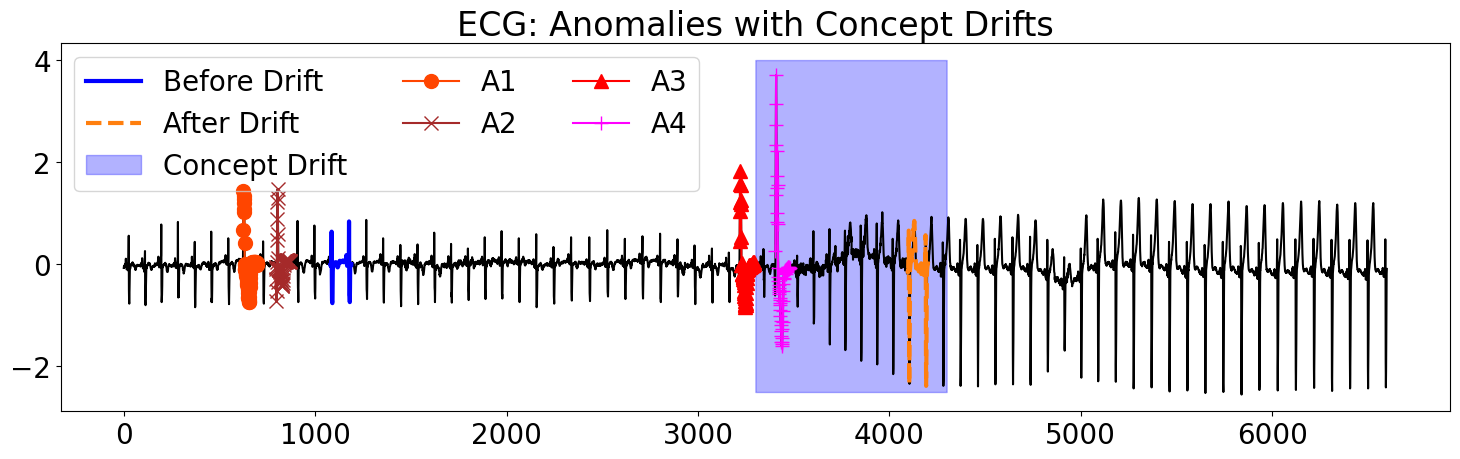 ECG: Anomalies with Concept Drifts
4
2
0
−2
Before Drift
After Drift
Concept Drift
A1
A2
A3
A4
0
1000
2000
3000
4000
5000
6000